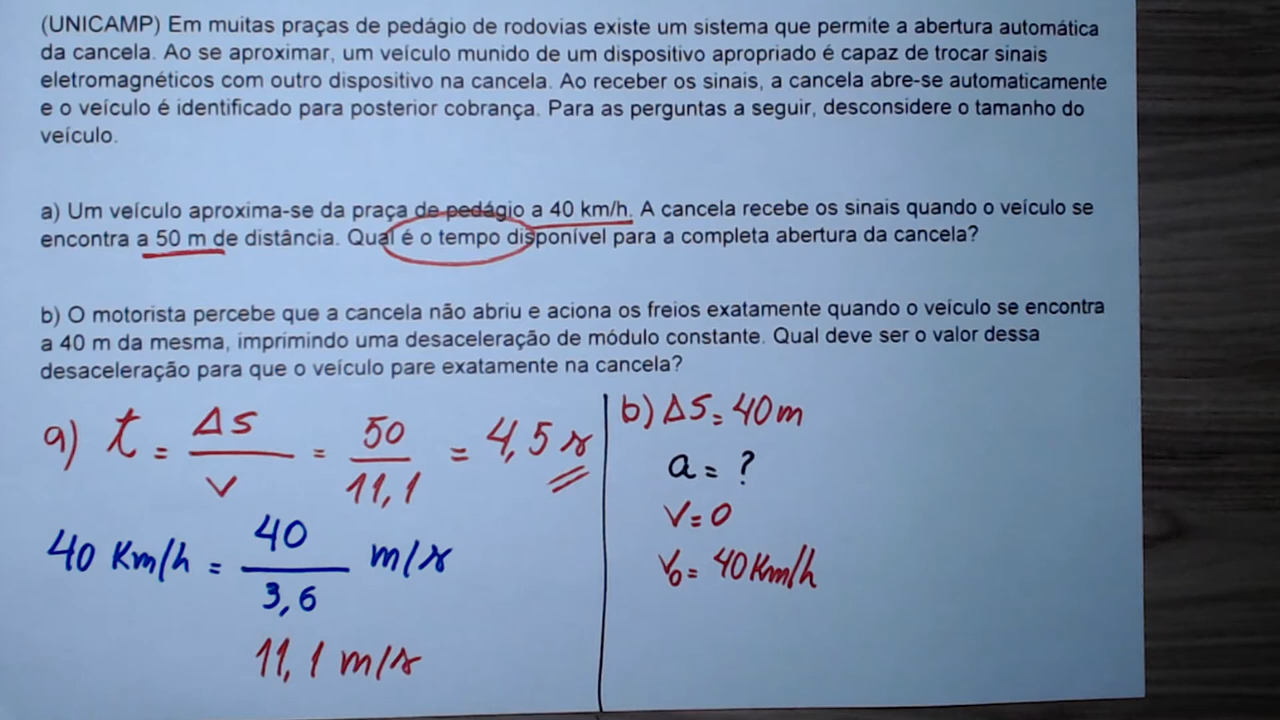 (UNICAMP) Em muitas praças de pedágio de rodovias existe um sistema que permite a abertura automática
da cancela. Ao se aproximar, um veículo munido de um dispositivo apropriado é capaz de trocar sinais
eletromagnéticos com outro dispositivo na cancela. Ao receber os sinais, a cancela abre-se automaticamente
e o veículo é identificado para posterior cobrança. Para as perguntas a seguir, desconsidere o tamanho do
veículo.
a) Um veículo aproxima-se da praça de pedágio a 40 km/h. A cancela recebe os sinais quando o veículo se
encontra a 50 m de distância. Qual é o tempo disponível para a completa abertura da cancela?
b) O motorista percebe que a cancela não abriu e aciona os freios exatamente quando o veículo se encontra
a 40 m da mesma, imprimindo uma desaceleração de módulo constante. Qual deve ser o valor dessa
desaceleração para que o veículo pare exatamente na cancela?
a) t = ΔS / V = 50 / 11,1 = 4,5 s
40 Km/h = 40 / 3,6 m/s
11,1 m/s
b) ΔS = 40m
a = ?
V = 0
V₀ = 40 Km/h